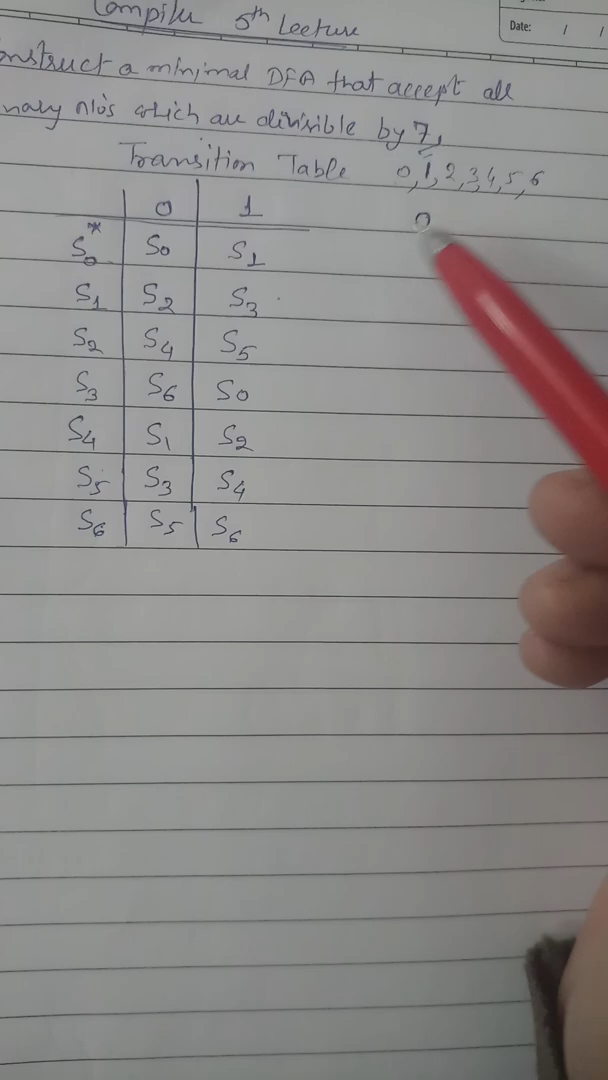 Compiler 5th Lecture
Date: / /
onstruct a minimal DFA that accept all
nary n/os which are divisible by 7,
Transition Table 0,1,2,3,4,5,6
0 1 0
S0* S0 S1
S1 S2 S3
S2 S4 S5
S3 S6 S0
S4 S1 S2
S5 S3 S4
S6 S5 S6